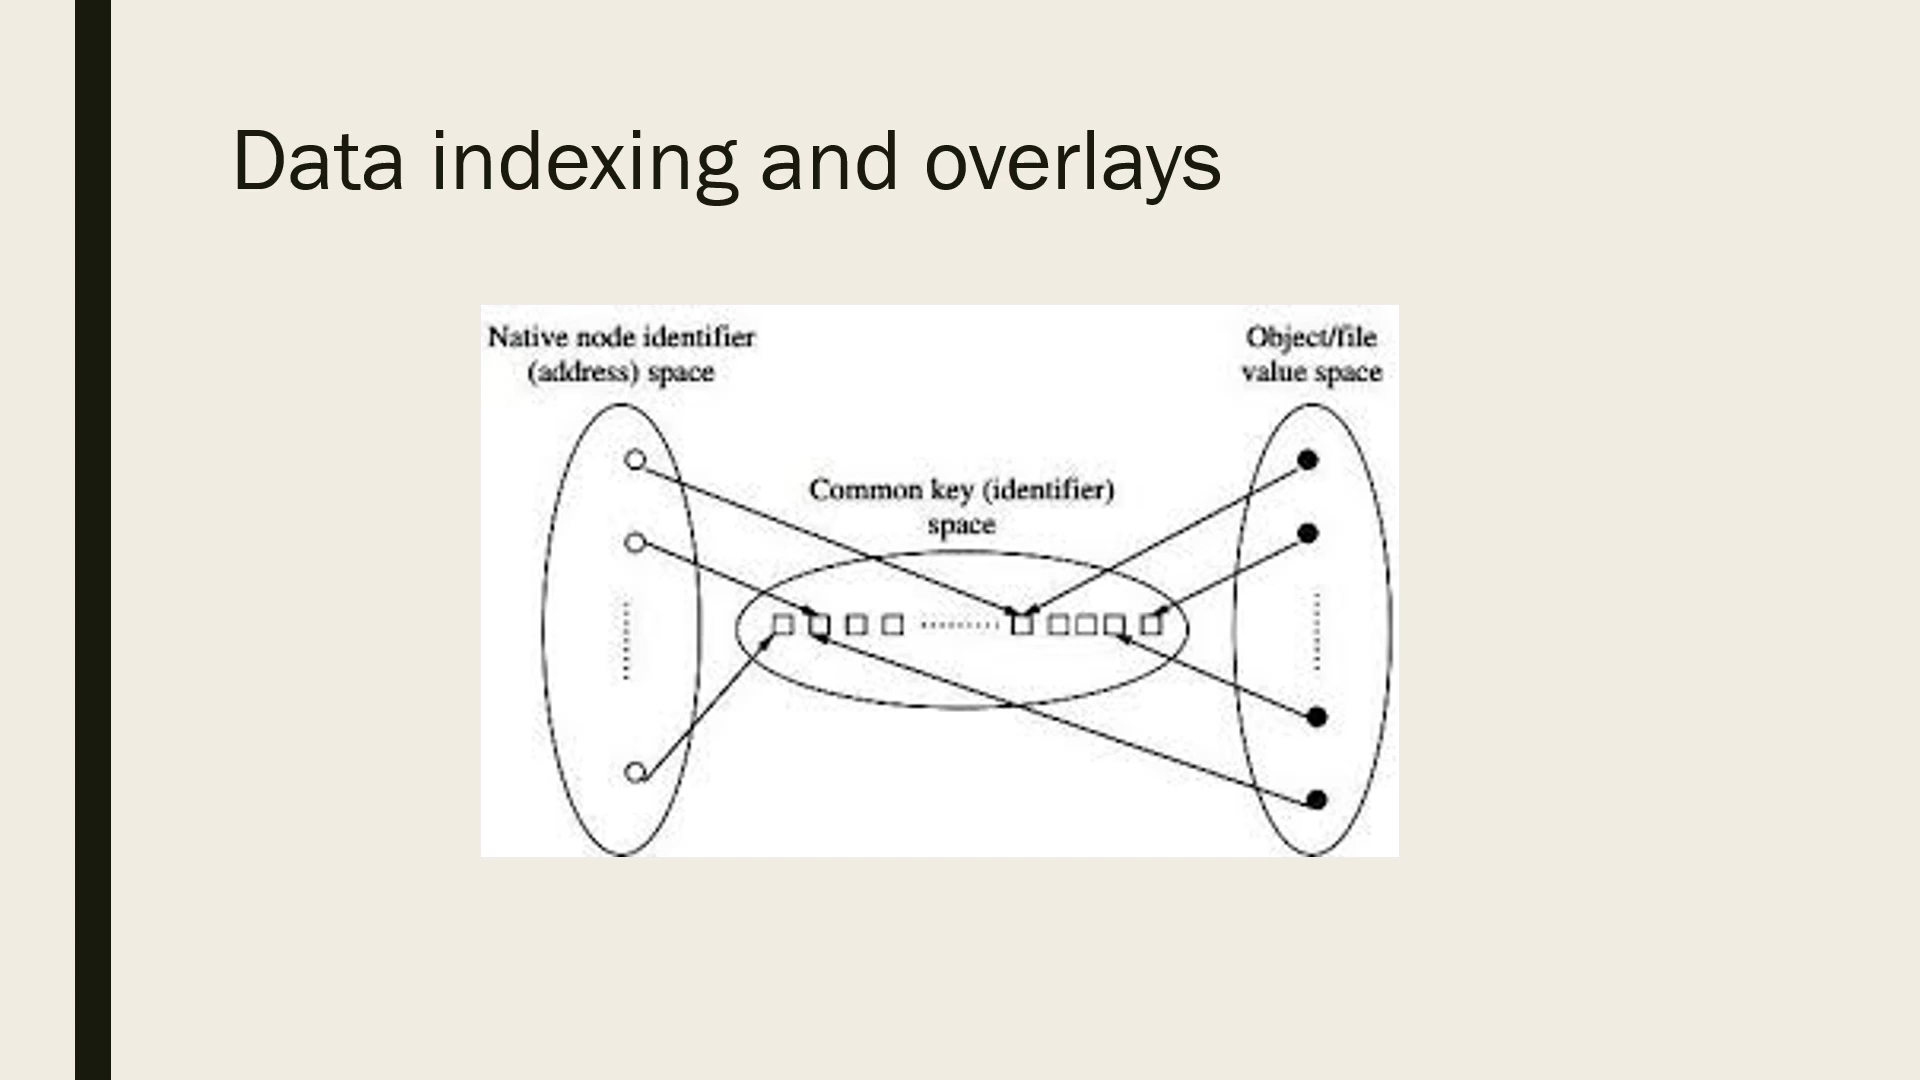 Data indexing and overlays
Native node identifier
(address) space
Object/file
value space
Common key (identifier)
space